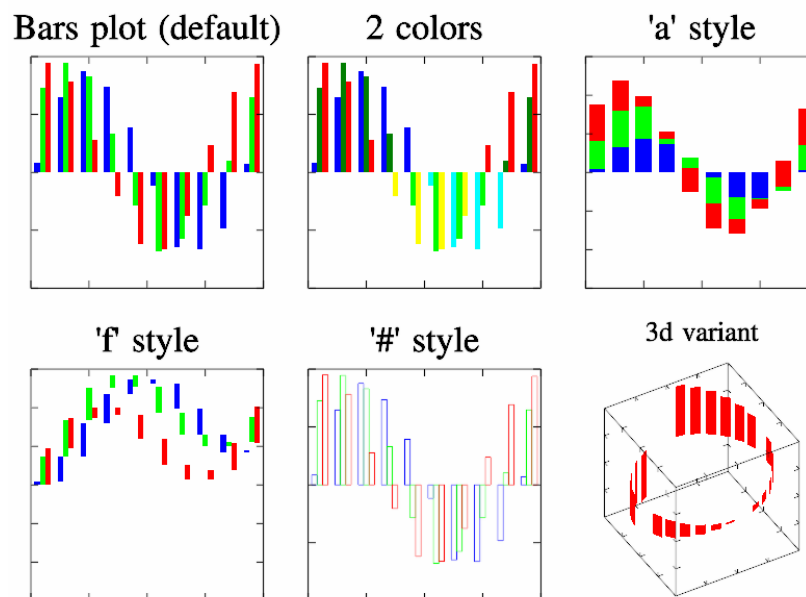 Bars plot (default)
2 colors
'a' style
'f' style
'#' style
3d variant